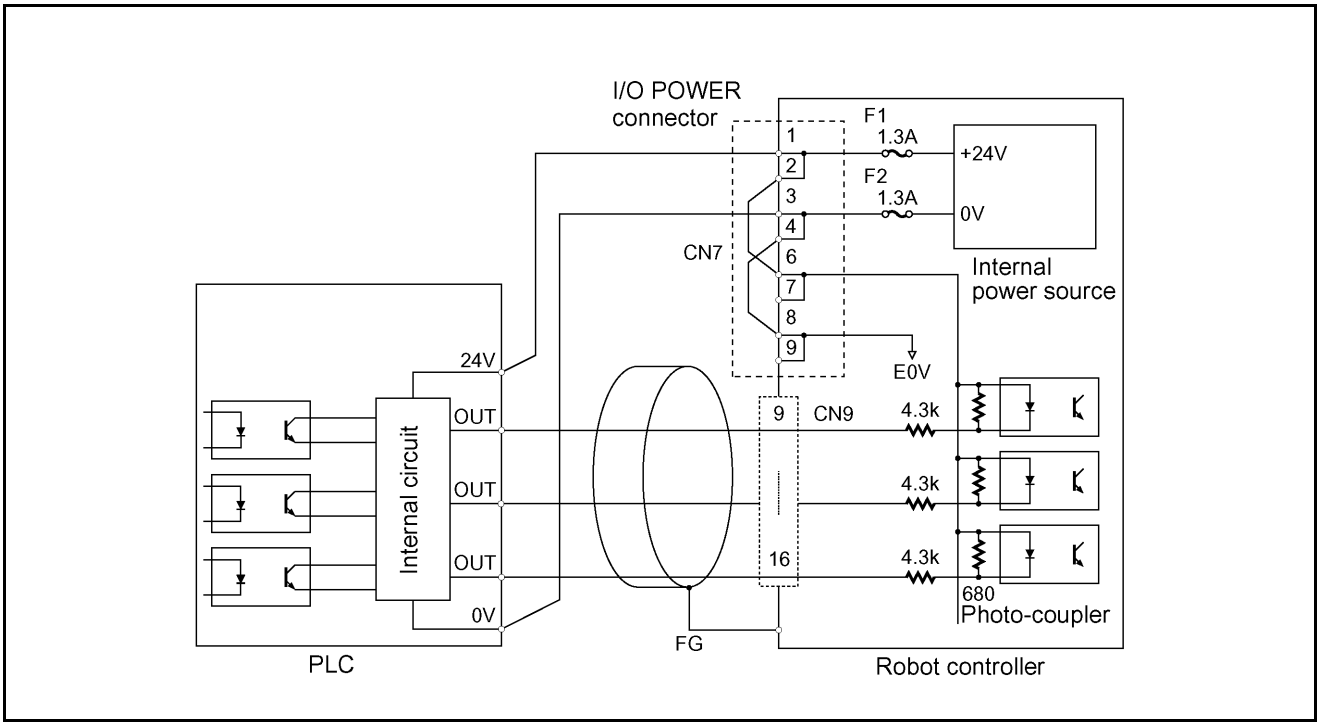 I/O POWER
connector
F1
1.3A
1
+24V
2
F2
1.3A
3
0V
4
CN7
6
Internal
power source
7
8
9
E0V
24V
9
CN9
4.3k
OUT
Internal circuit
OUT
4.3k
16
OUT
4.3k
680
0V
Photo-coupler
FG
PLC
Robot controller